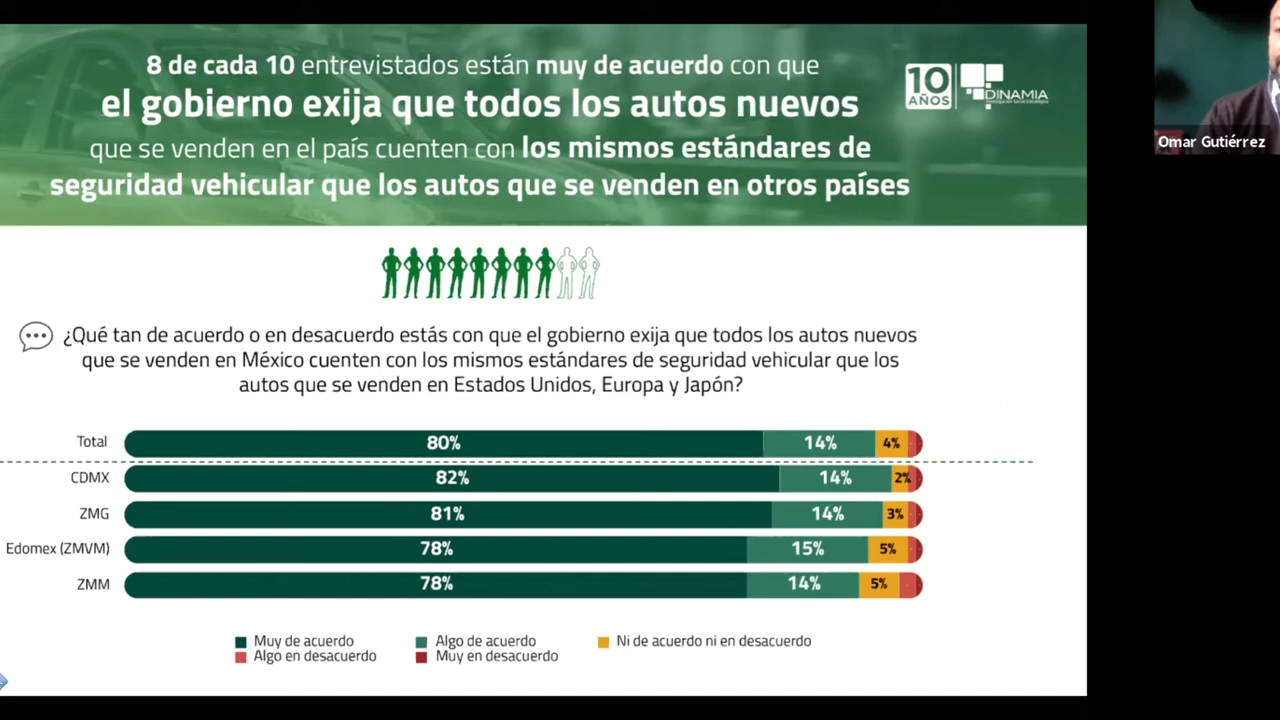 8 de cada 10 entrevistados están muy de acuerdo con que
el gobierno exija que todos los autos nuevos
que se venden en el país cuenten con los mismos estándares de
seguridad vehicular que los autos que se venden en otros países
10
AÑOS
DINAMIA
Omar Gutiérrez
¿Qué tan de acuerdo o en desacuerdo estás con que el gobierno exija que todos los autos nuevos
que se venden en México cuenten con los mismos estándares de seguridad vehicular que los
autos que se venden en Estados Unidos, Europa y Japón?
Total 80% 14% 4%
CDMX 82% 14% 2%
ZMG 81% 14% 3%
Edomex (ZMVM) 78% 15% 5%
ZMM 78% 14% 5%
Muy de acuerdo Algo de acuerdo Ni de acuerdo ni en desacuerdo
Algo en desacuerdo Muy en desacuerdo